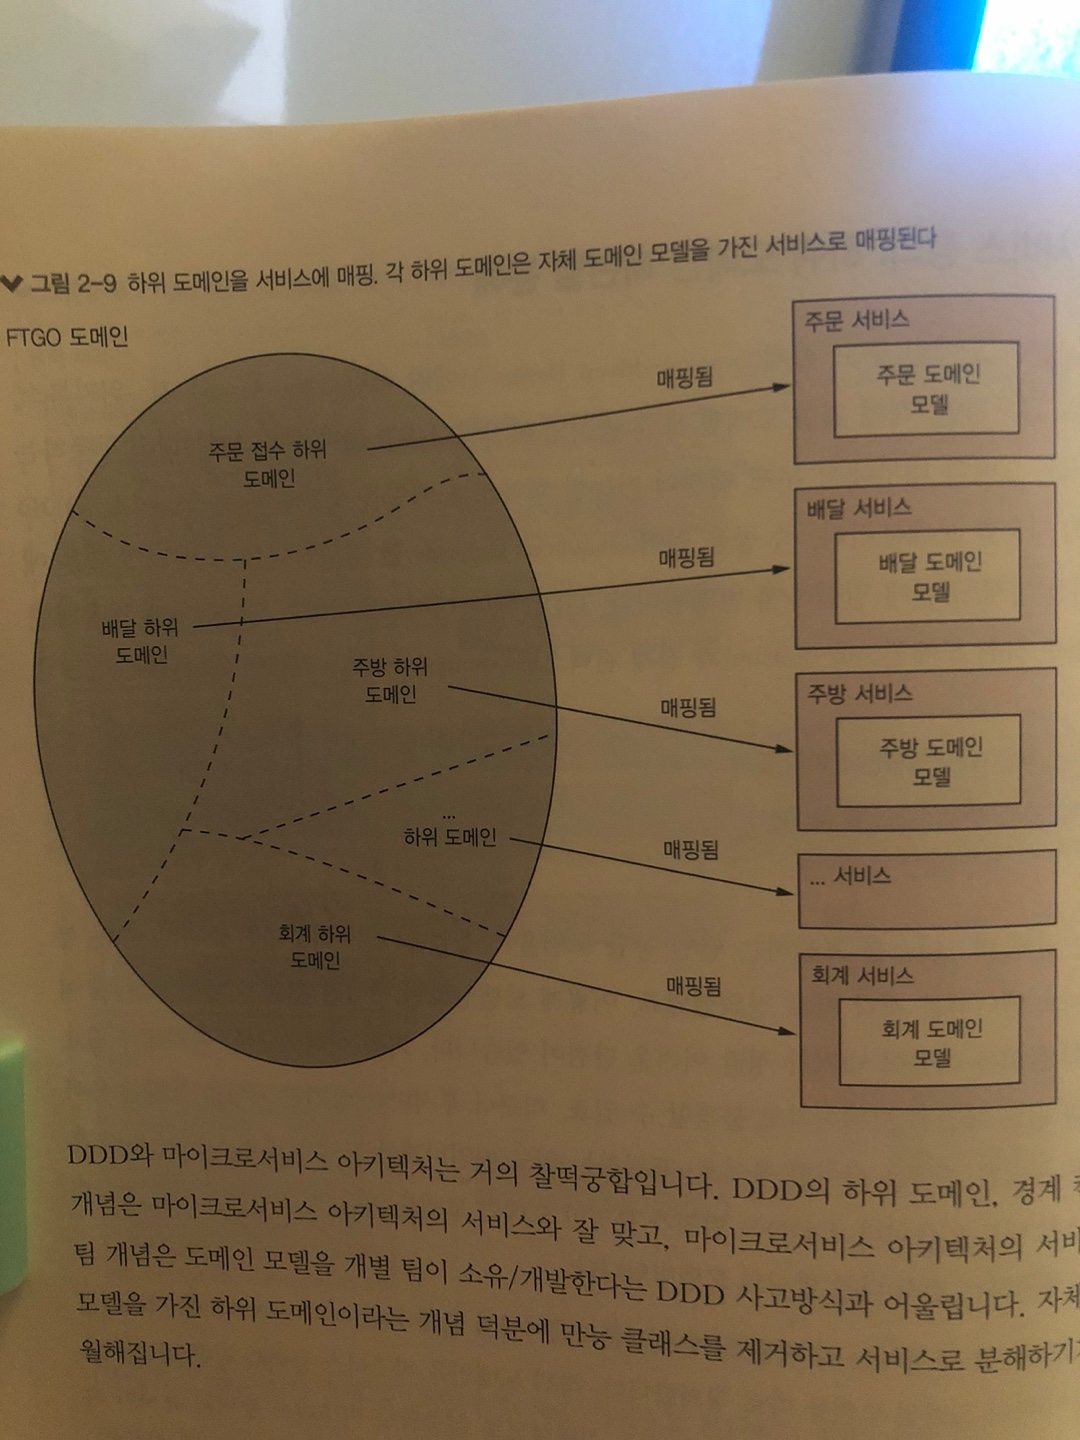 그림 2-9 하위 도메인을 서비스에 매핑. 각 하위 도메인은 자체 도메인 모델을 가진 서비스로 매핑된다
FTGO 도메인
주문 접수 하위
도메인
배달 하위
도메인
주방 하위
도메인
...
하위 도메인
회계 하위
도메인
매핑됨
매핑됨
매핑됨
매핑됨
매핑됨
주문 서비스
주문 도메인
모델
배달 서비스
배달 도메인
모델
주방 서비스
주방 도메인
모델
... 서비스
회계 서비스
회계 도메인
모델
DDD와 마이크로서비스 아키텍처는 거의 찰떡궁합입니다. DDD의 하위 도메인, 경계
개념은 마이크로서비스 아키텍처의 서비스와 잘 맞고, 마이크로서비스 아키텍처의
팀 개념은 도메인 모델을 개별 팀이 소유/개발한다는 DDD 사고방식과 어울립니다. 자체
모델을 가진 하위 도메인이라는 개념 덕분에 만능 클래스를 제거하고 서비스로 분해하기
월해집니다.